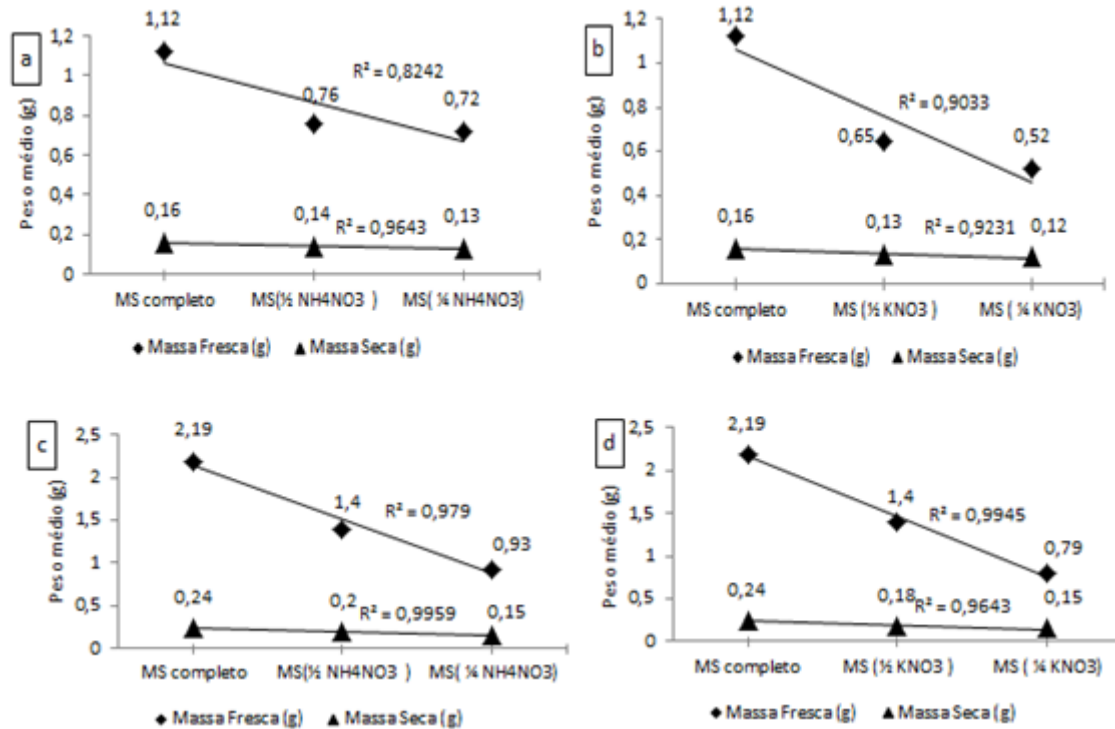 a
Peso médio (g)
1,2
1
0,8
0,6
0,4
0,2
0
1,12
0,76
0,72
R² = 0,8242
0,16
0,14
0,13
R² = 0,9643
MS completo
MS(½ NH4NO3 )
MS( ¼ NH4NO3)
Massa Fresca (g)
Massa Seca (g)
b
Peso médio (g)
1,2
1
0,8
0,6
0,4
0,2
0
1,12
0,65
0,52
R² = 0,9033
0,16
0,13
0,12
R² = 0,9231
MS completo
MS (½ KNO3 )
MS ( ¼ KNO3)
Massa Fresca (g)
Massa Seca (g)
c
Peso médio (g)
2,5
2
1,5
1
0,5
0
2,19
1,4
0,93
R² = 0,979
0,24
0,2
0,15
R² = 0,9959
MS completo
MS(½ NH4NO3 )
MS( ¼ NH4NO3)
Massa Fresca (g)
Massa Seca (g)
d
Peso médio (g)
2,5
2
1,5
1
0,5
0
2,19
1,4
0,79
R² = 0,9945
0,24
0,18
0,15
R² = 0,9643
MS completo
MS (½ KNO3 )
MS ( ¼ KNO3)
Massa Fresca (g)
Massa Seca (g)